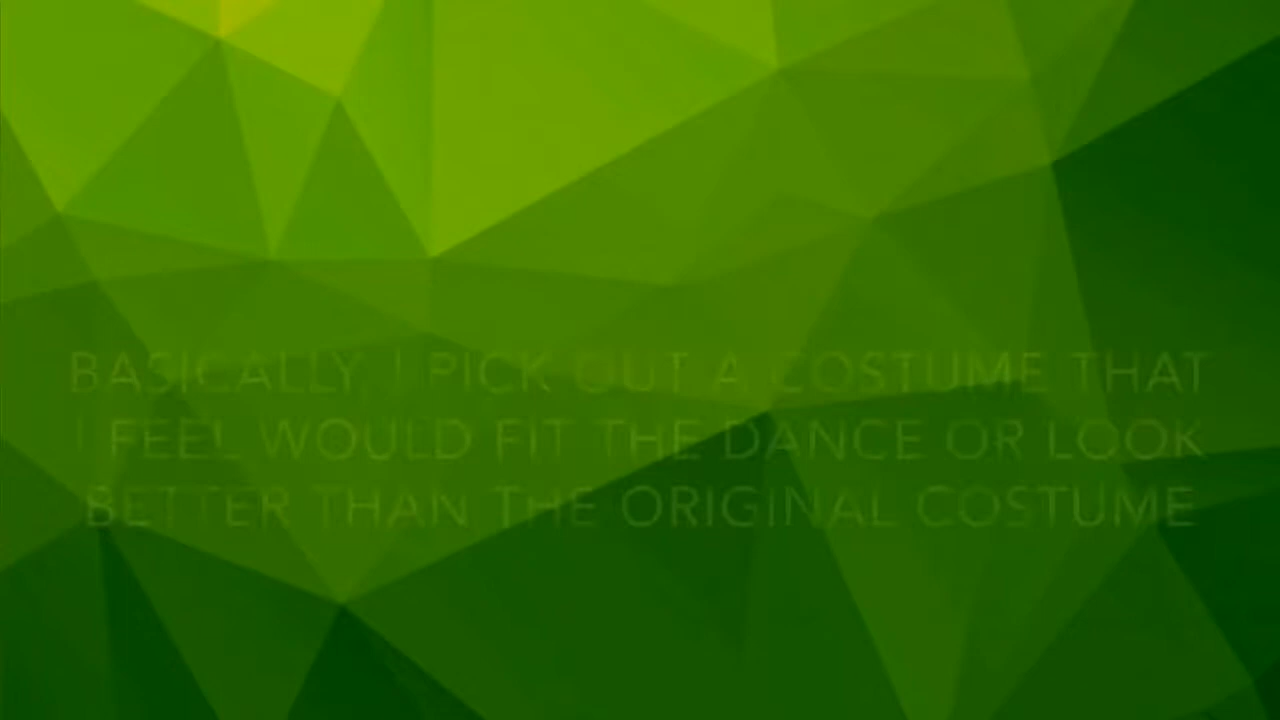 BASICALLY, I PICK OUT A COSTUME THAT
I FEEL WOULD FIT THE DANCE OR LOOK
BETTER THAN THE ORIGINAL COSTUME